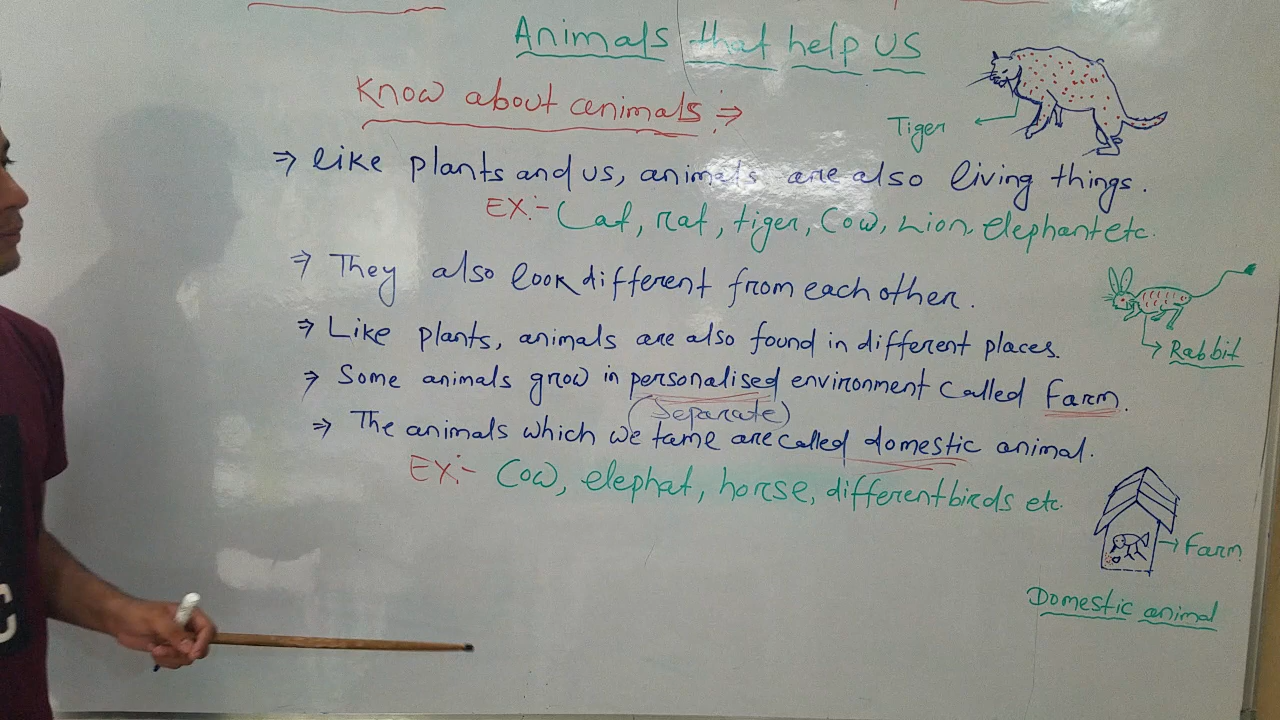 Animals that help US
Know about animals :- ⇒
Tiger
⇒ Like plants and us, animals are also living things.
EX:- Cat, rat, tiger, Cow, Lion, elephant etc.
⇒ They also look different from each other.
⇒ Like plants, animals are also found in different places.
Rabbit
⇒ Some animals grow in personalised environment called Farm.
(Separate)
⇒ The animals which we tame are called domestic animal.
EX:- Cow, elephat, horse, different birds etc.
Farm
Domestic animal